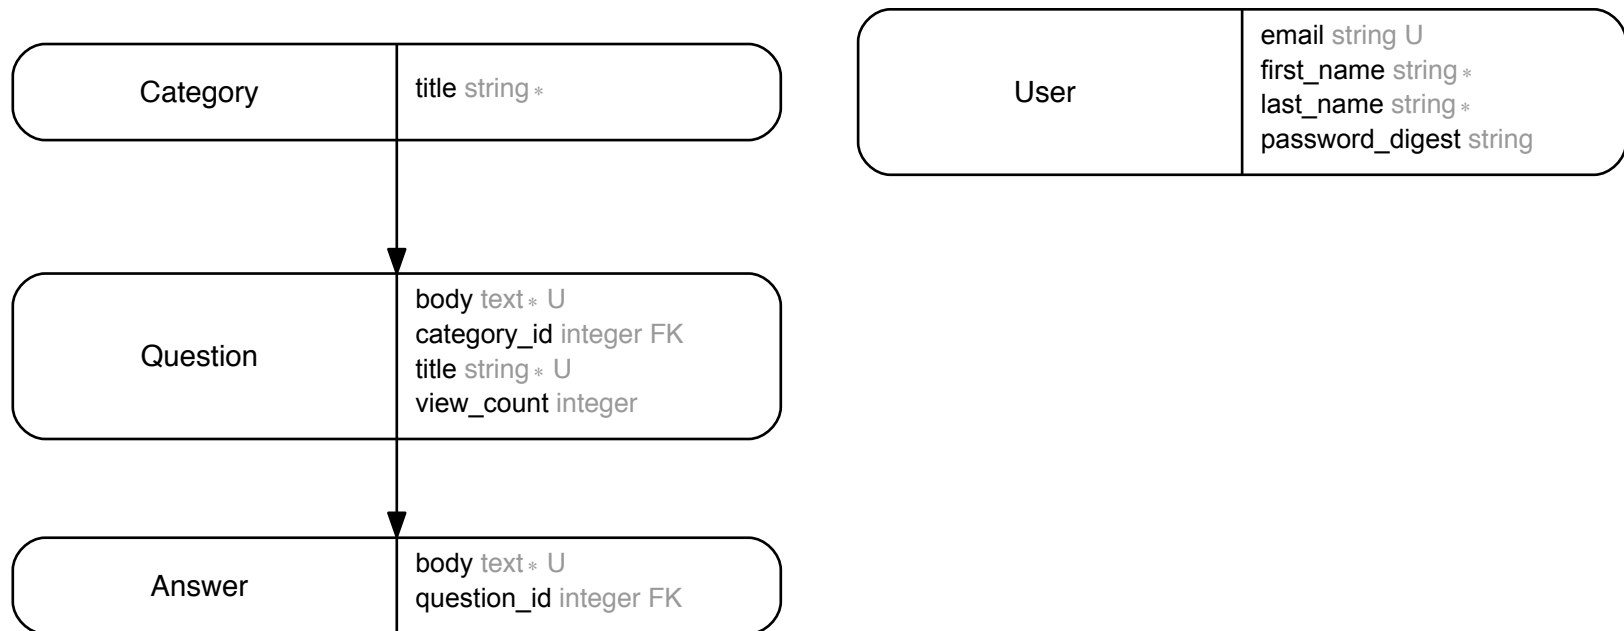 Category
title string ∗
User
email string U
first_name string ∗
last_name string ∗
password_digest string
Question
body text ∗ U
category_id integer FK
title string ∗ U
view_count integer
Answer
body text ∗ U
question_id integer FK